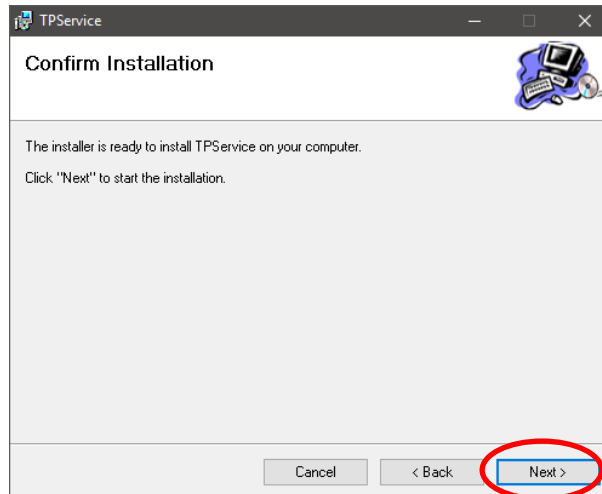 TPService
Confirm Installation
The installer is ready to install TPService on your computer.
Click "Next" to start the installation.
Cancel
< Back
Next >